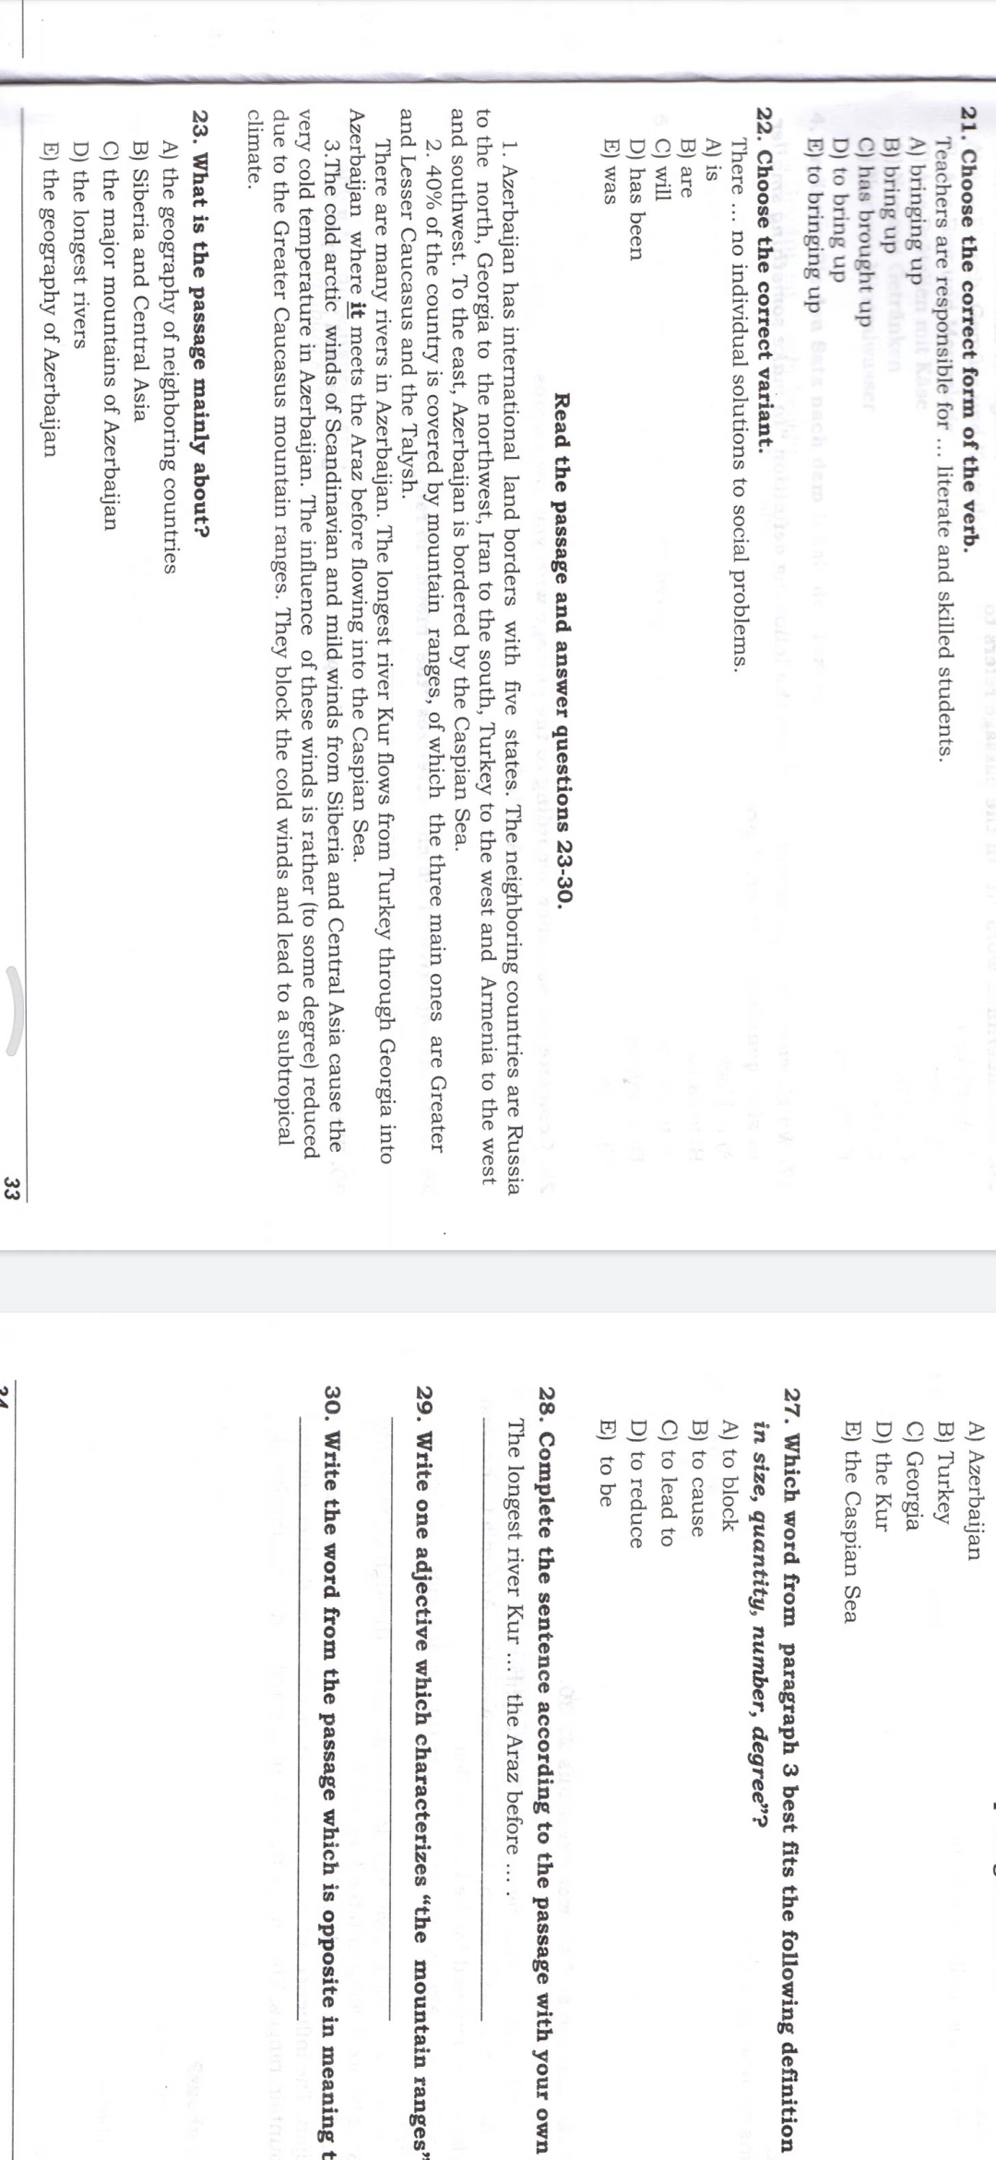 21. Choose the correct form of the verb.
Teachers are responsible for ... literate and skilled students.
A) bringing up
B) bring up
C) has brought up
D) to bring up
E) to bringing up
22. Choose the correct variant.
There ... no individual solutions to social problems.
A) is
B) are
C) will
D) has been
E) was
Read the passage and answer questions 23-30.
1. Azerbaijan has international land borders with five states. The neighboring countries are Russia
to the north, Georgia to the northwest, Iran to the south, Turkey to the west and Armenia to the west
and southwest. To the east, Azerbaijan is bordered by the Caspian Sea.
2. 40% of the country is covered by mountain ranges, of which the three main ones are Greater
and Lesser Caucasus and the Talysh.
There are many rivers in Azerbaijan. The longest river Kur flows from Turkey through Georgia into
Azerbaijan where it meets the Araz before flowing into the Caspian Sea.
3.The cold arctic winds of Scandinavian and mild winds from Siberia and Central Asia cause the
very cold temperature in Azerbaijan. The influence of these winds is rather (to some degree) reduced
due to the Greater Caucasus mountain ranges. They block the cold winds and lead to a subtropical
climate.
23. What is the passage mainly about?
A) the geography of neighboring countries
B) Siberia and Central Asia
C) the major mountains of Azerbaijan
D) the longest rivers
E) the geography of Azerbaijan
33
A) Azerbaijan
B) Turkey
C) Georgia
D) the Kur
E) the Caspian Sea
27. Which word from paragraph 3 best fits the following definition
in size, quantity, number, degree"?
A) to block
B) to cause
C) to lead to
D) to reduce
E) to be
28. Complete the sentence according to the passage with your own
The longest river Kur ... the Araz before ... .
29. Write one adjective which characterizes "the mountain ranges"
30. Write the word from the passage which is opposite in meaning t